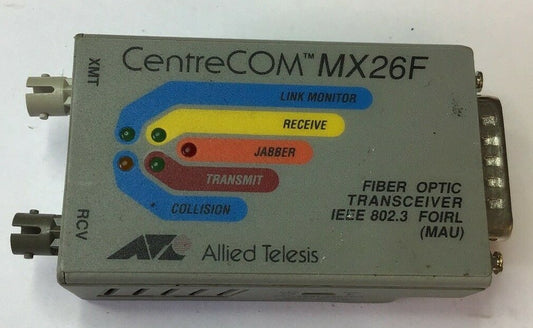 CentreCOM™ MX26F
XMT
LINK MONITOR
RECEIVE
JABBER
TRANSMIT
COLLISION
FIBER OPTIC
TRANSCEIVER
IEEE 802.3 FOIRL
(MAU)
RCV
Allied Telesis